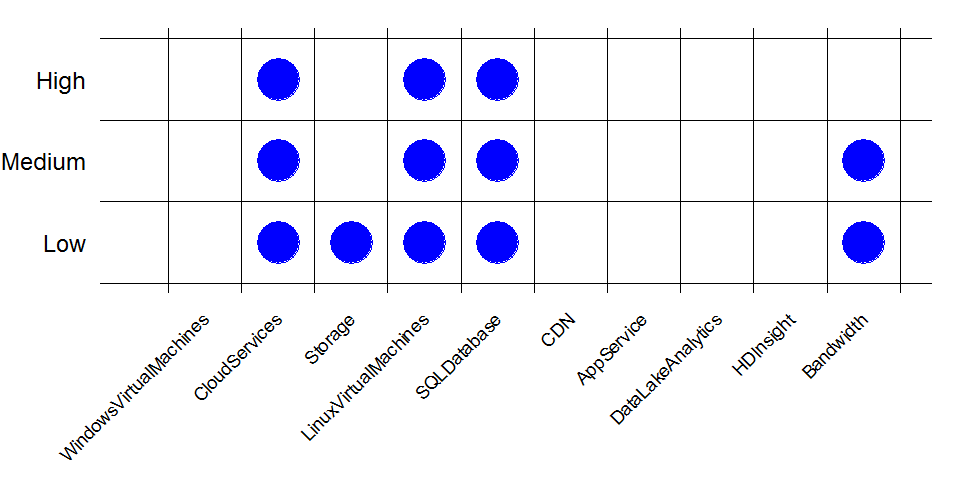 High
Medium
Low
WindowsVirtualMachines
CloudServices
Storage
LinuxVirtualMachines
SQLDatabase
CDN
AppService
DataLakeAnalytics
HDInsight
Bandwidth